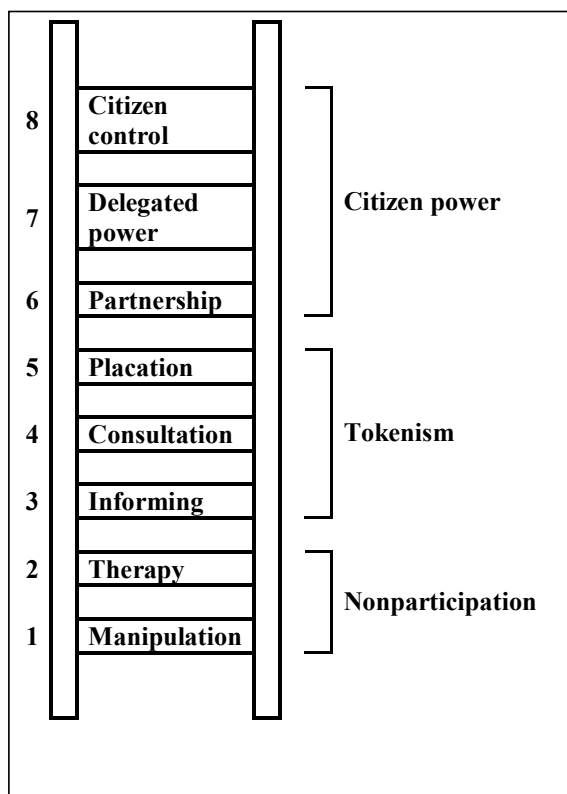 8
Citizen
control
7
Delegated
power
Citizen power
6
Partnership
5
Placation
4
Consultation
Tokenism
3
Informing
2
Therapy
Nonparticipation
1
Manipulation